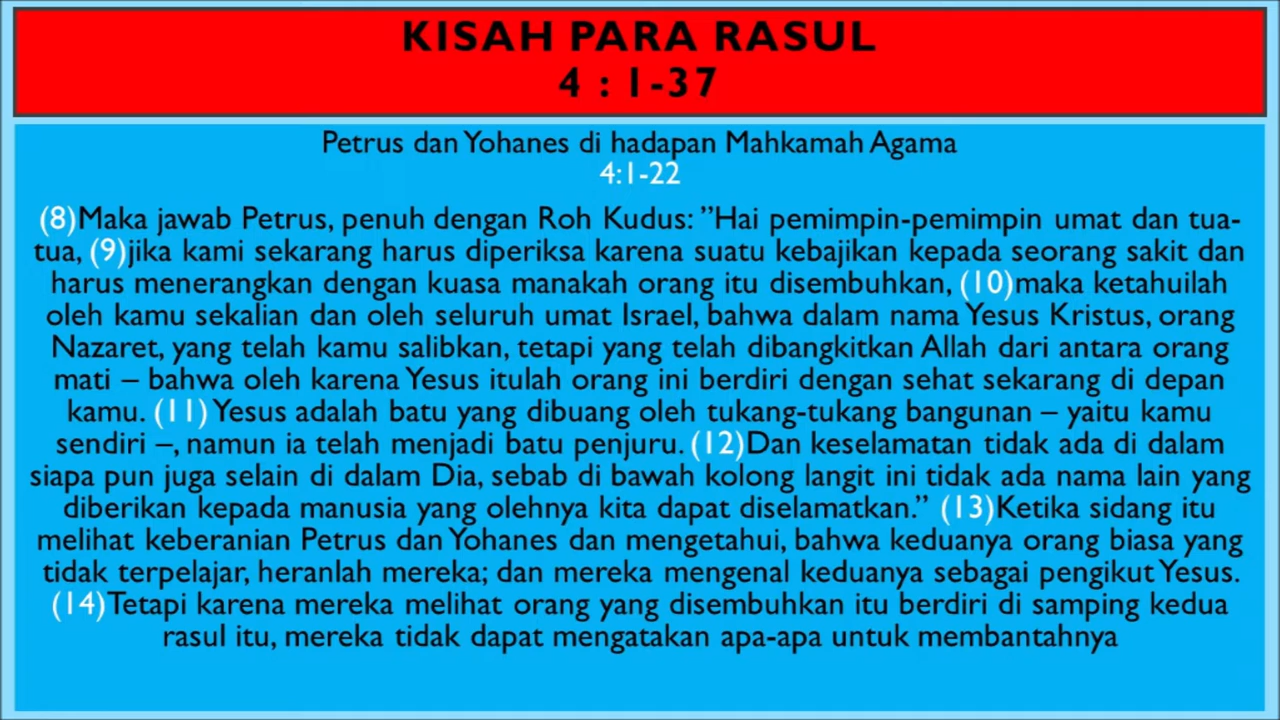 KISAH PARA RASUL
4 : 1-37
Petrus dan Yohanes di hadapan Mahkamah Agama
4:1-22
(8)Maka jawab Petrus, penuh dengan Roh Kudus: ”Hai pemimpin-pemimpin umat dan tua-
tua, (9)jika kami sekarang harus diperiksa karena suatu kebajikan kepada seorang sakit dan
harus menerangkan dengan kuasa manakah orang itu disembuhkan, (10)maka ketahuilah
oleh kamu sekalian dan oleh seluruh umat Israel, bahwa dalam nama Yesus Kristus, orang
Nazaret, yang telah kamu salibkan, tetapi yang telah dibangkitkan Allah dari antara orang
mati – bahwa oleh karena Yesus itulah orang ini berdiri dengan sehat sekarang di depan
kamu. (11) Yesus adalah batu yang dibuang oleh tukang-tukang bangunan – yaitu kamu
sendiri –, namun ia telah menjadi batu penjuru. (12)Dan keselamatan tidak ada di dalam
siapa pun juga selain di dalam Dia, sebab di bawah kolong langit ini tidak ada nama lain yang
diberikan kepada manusia yang olehnya kita dapat diselamatkan.” (13)Ketika sidang itu
melihat keberanian Petrus dan Yohanes dan mengetahui, bahwa keduanya orang biasa yang
tidak terpelajar, heranlah mereka; dan mereka mengenal keduanya sebagai pengikut Yesus.
(14)Tetapi karena mereka melihat orang yang disembuhkan itu berdiri di samping kedua
rasul itu, mereka tidak dapat mengatakan apa-apa untuk membantahnya